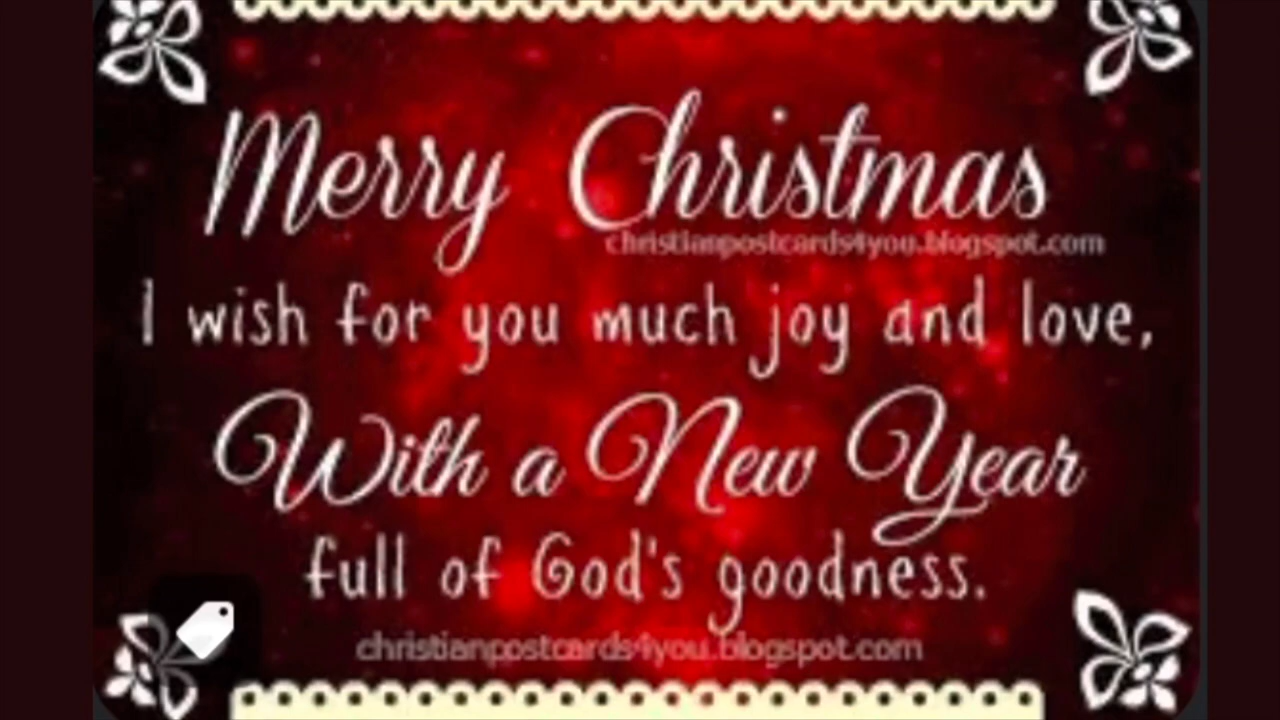 Merry Christmas
christianpostcards4you.blogspot.com
I wish for you much joy and love,
With a New Year
full of God's goodness.
christianpostcards4you.blogspot.com